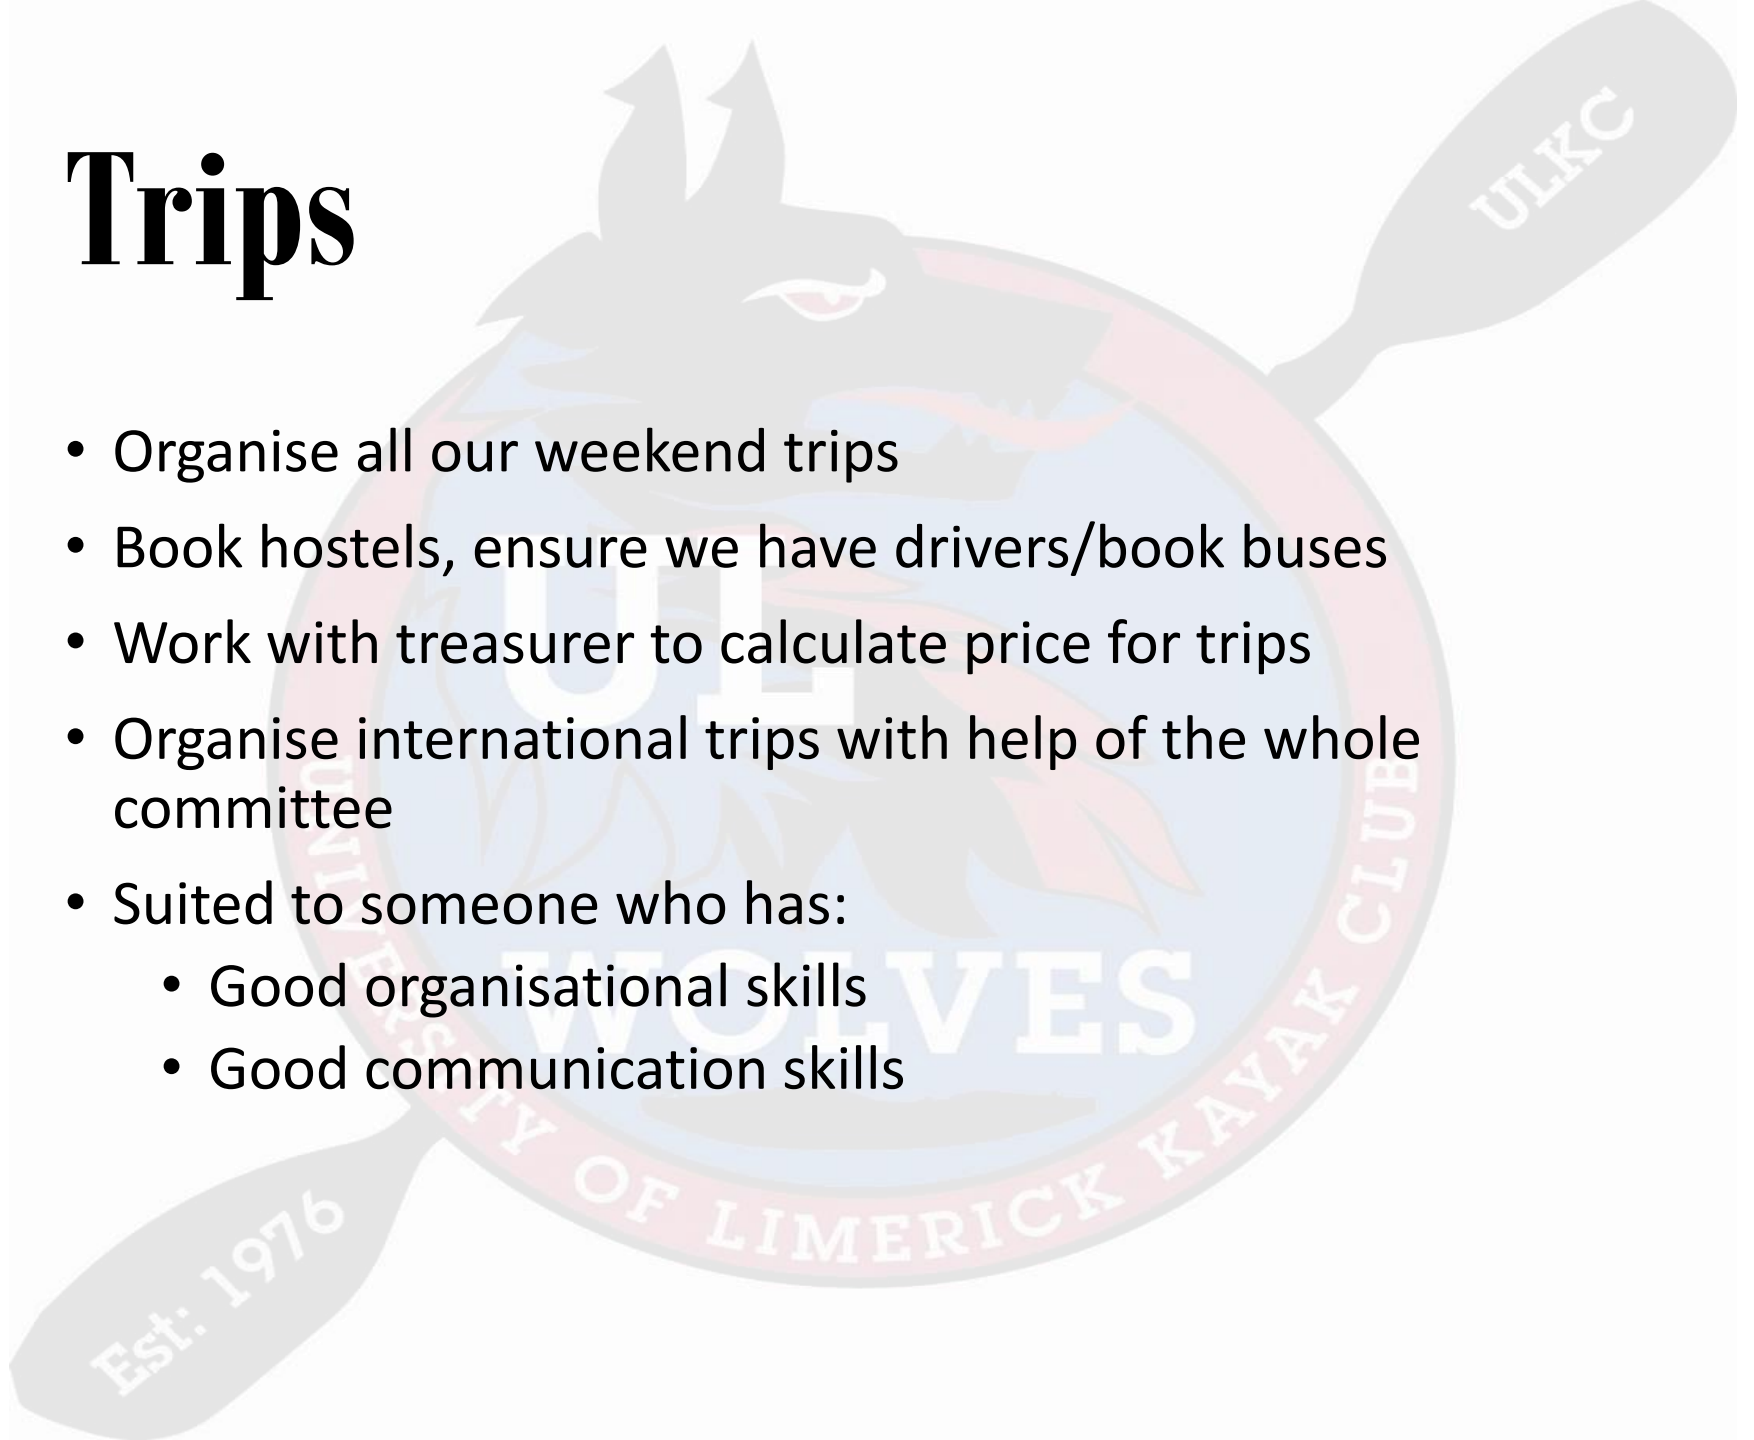 ULKC
Trips
• Organise all our weekend trips
• Book hostels, ensure we have drivers/book buses
• Work with treasurer to calculate price for trips
• Organise international trips with help of the whole
committee
• Suited to someone who has:
• Good organisational skills
• Good communication skills
UL
WOLVES
UNIVERSITY OF LIMERICK KAYAK CLUB
Est: 1976